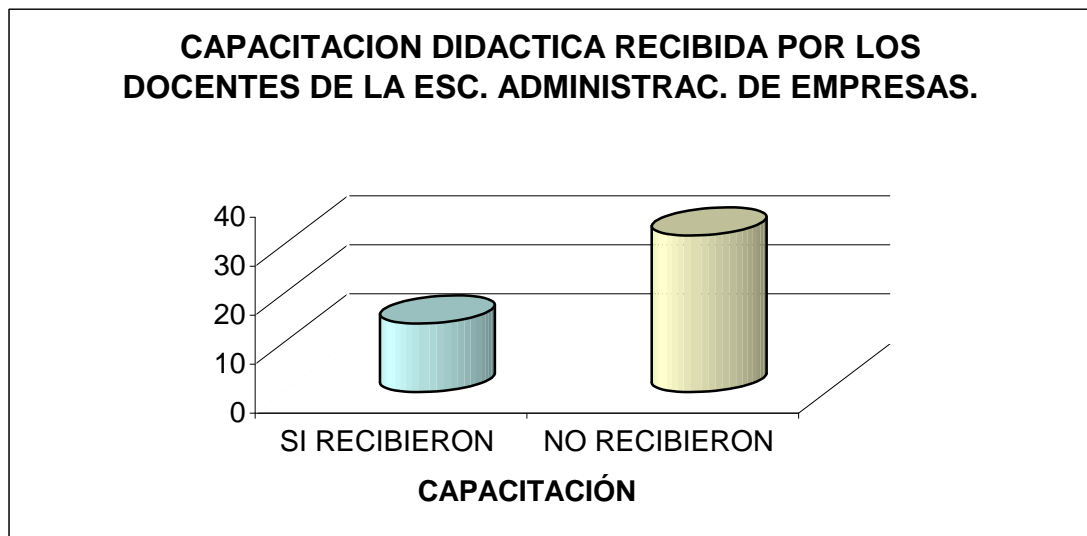 CAPACITACION DIDACTICA RECIBIDA POR LOS
DOCENTES DE LA ESC. ADMINISTRAC. DE EMPRESAS.
40
30
20
10
0
SI RECIBIERON NO RECIBIERON
CAPACITACIÓN